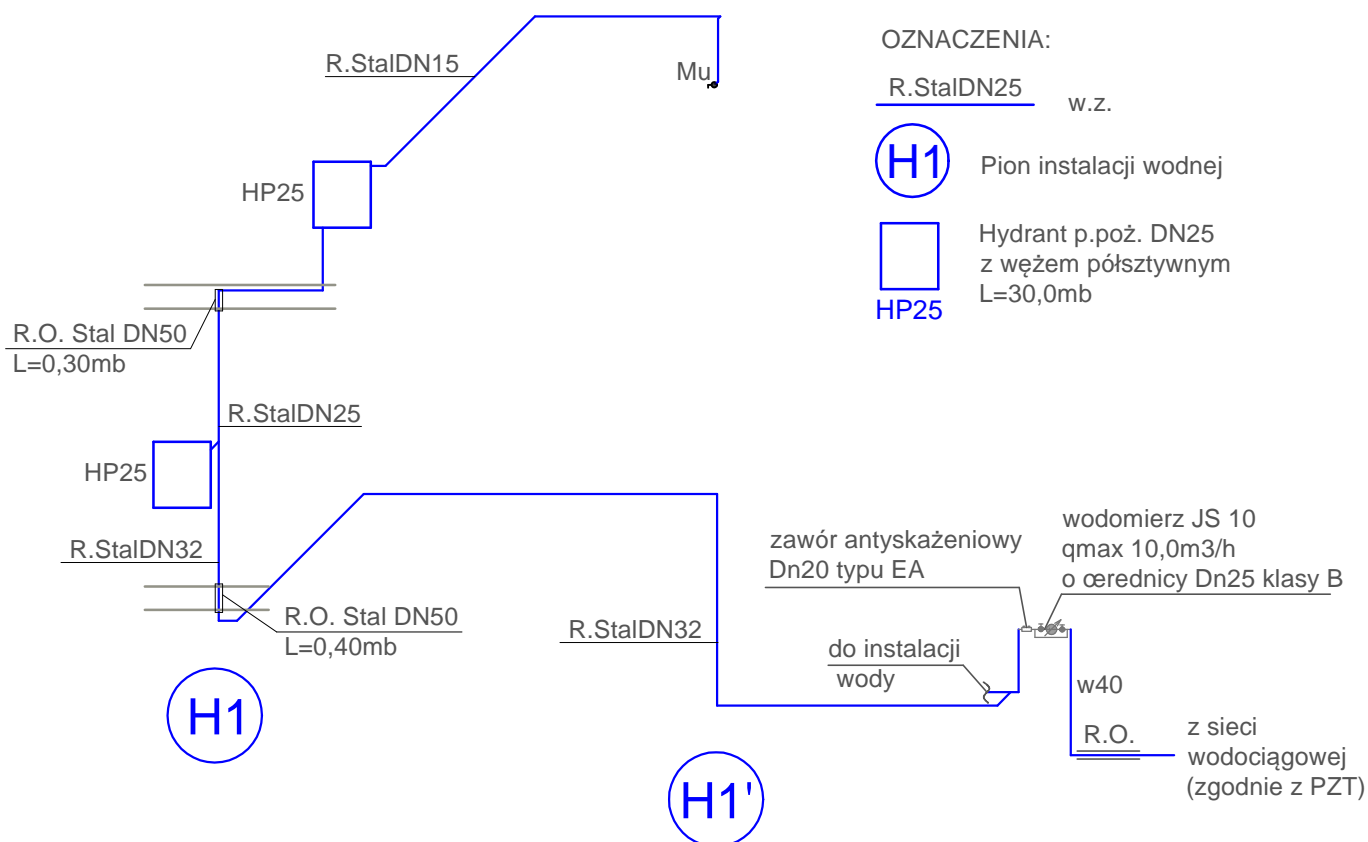 R.StalDN15
Mu
HP25
R.O. Stal DN50
L=0,30mb
R.StalDN25
HP25
R.StalDN32
R.O. Stal DN50
L=0,40mb
H1
R.StalDN32
H1'
zawór antyskażeniowy
Dn20 typu EA
do instalacji
wody
wodomierz JS 10
qmax 10,0m3/h
o œrednicy Dn25 klasy B
w40
R.O.
z sieci
wodociągowej
(zgodnie z PZT)
OZNACZENIA:
R.StalDN25
w.z.
H1
Pion instalacji wodnej
Hydrant p.poż. DN25
z wężem półsztywnym
L=30,0mb
HP25